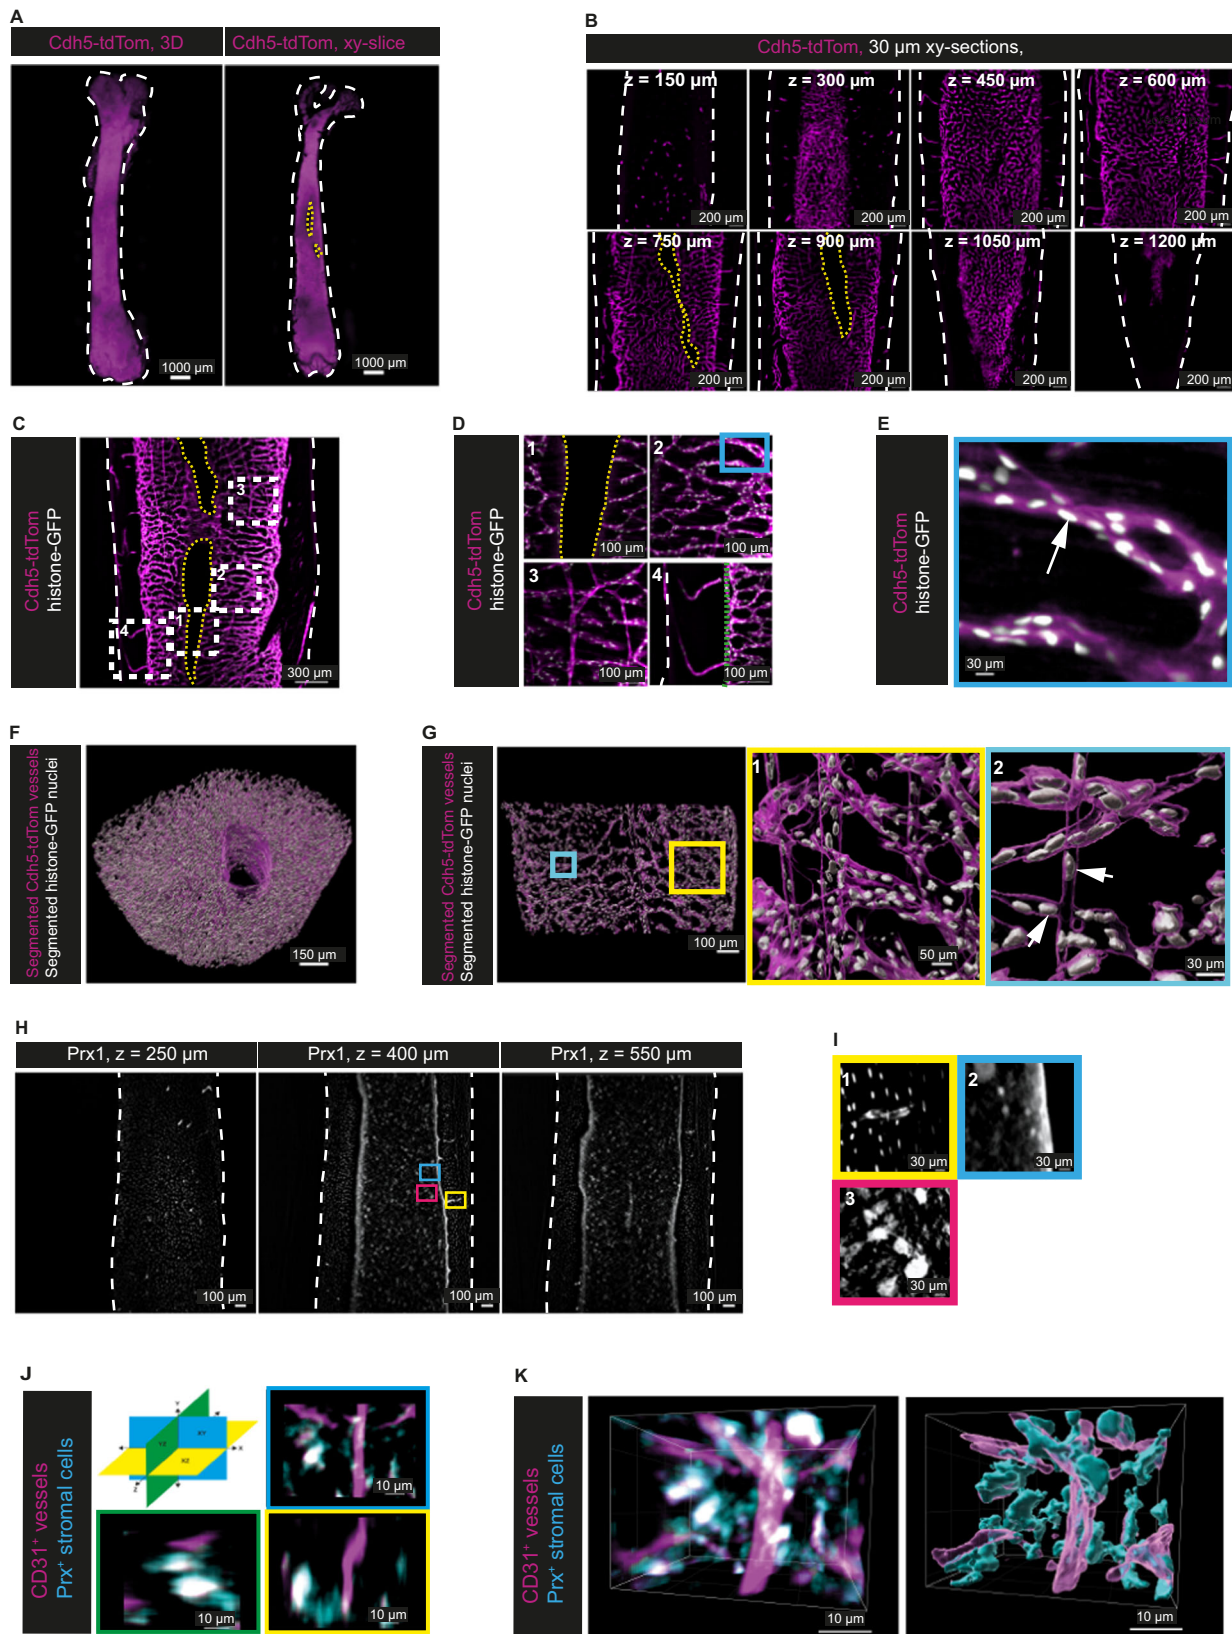 A
Cdh5-tdTom, 3D
Cdh5-tdTom, xy-slice
1000 µm
1000 µm
B
Cdh5-tdTom, 30 µm xy-sections,
z = 150 µm
z = 300 µm
z = 450 µm
z = 600 µm
200 µm
200 µm
200 µm
200 µm
z = 750 µm
z = 900 µm
z = 1050 µm
z = 1200 µm
200 µm
200 µm
200 µm
200 µm
C
Cdh5-tdTom
histone-GFP
3
2
1
4
300 µm
D
Cdh5-tdTom
histone-GFP
1
2
100 µm
100 µm
3
4
100 µm
100 µm
E
Cdh5-tdTom
histone-GFP
30 µm
F
Segmented Cdh5-tdTom vessels
Segmented histone-GFP nuclei
150 µm
G
Segmented Cdh5-tdTom vessels
Segmented histone-GFP nuclei
100 µm
1
50 µm
2
30 µm
H
Prx1, z = 250 µm
Prx1, z = 400 µm
Prx1, z = 550 µm
100 µm
100 µm
100 µm
I
1
30 µm
2
30 µm
3
30 µm
J
CD31⁺ vessels
Prx⁺ stromal cells
Y
XY
YZ
X
XZ
Z
10 µm
10 µm
10 µm
K
CD31⁺ vessels
Prx⁺ stromal cells
10 µm
10 µm